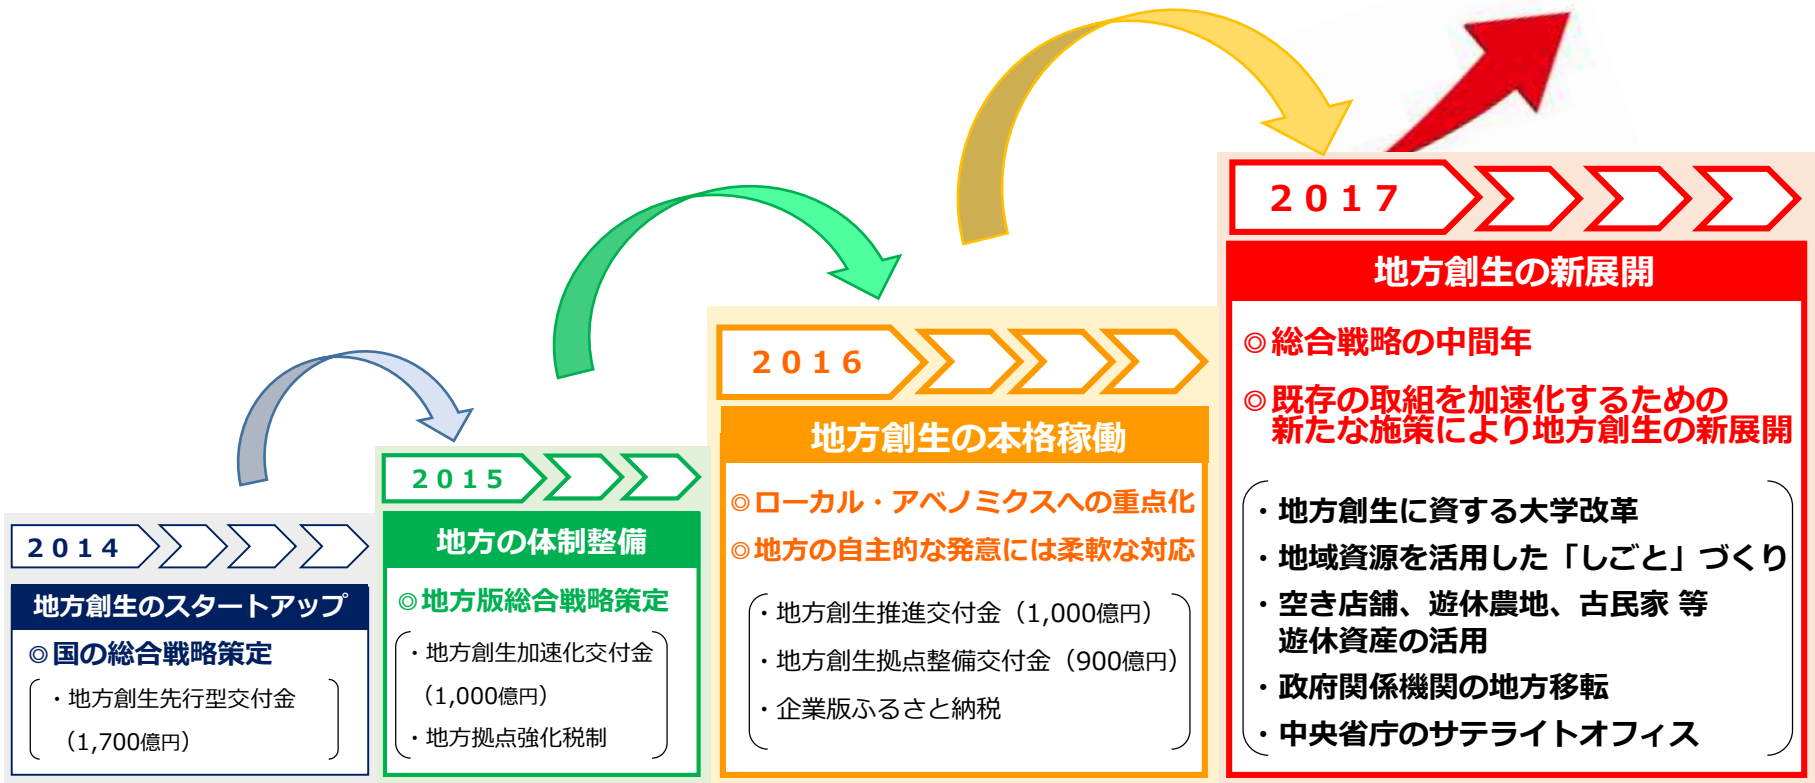 ２０１４
地方創生のスタートアップ
◎国の総合戦略策定
・地方創生先行型交付金
（1,700億円）
２０１５
地方の体制整備
◎地方版総合戦略策定
・地方創生加速化交付金
（1,000億円）
・地方拠点強化税制
２０１６
地方創生の本格稼働
◎ローカル・アベノミクスへの重点化
◎地方の自主的な発意には柔軟な対応
・地方創生推進交付金（1,000億円）
・地方創生拠点整備交付金（900億円）
・企業版ふるさと納税
２０１７
地方創生の新展開
◎総合戦略の中間年
◎既存の取組を加速化するための
新たな施策により地方創生の新展開
・地方創生に資する大学改革
・地域資源を活用した「しごと」づくり
・空き店舗、遊休農地、古民家 等
遊休資産の活用
・政府関係機関の地方移転
・中央省庁のサテライトオフィス